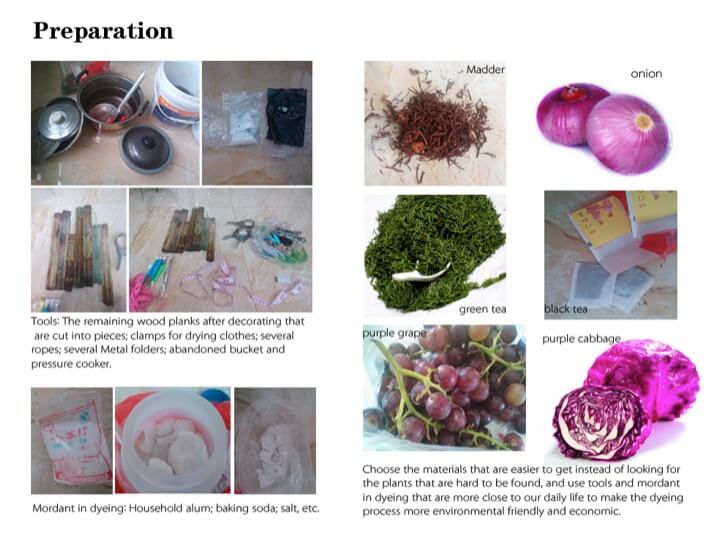 Preparation
Tools: The remaining wood planks after decorating that
are cut into pieces; clamps for drying clothes; several
ropes; several Metal folders; abandoned bucket and
pressure cooker.
Mordant in dyeing: Household alum; baking soda; salt, etc.
Madder
onion
green tea
black tea
purple grape
purple cabbage
Choose the materials that are easier to get instead of looking for
the plants that are hard to be found, and use tools and mordant
in dyeing that are more close to our daily life to make the dyeing
process more environmental friendly and economic.